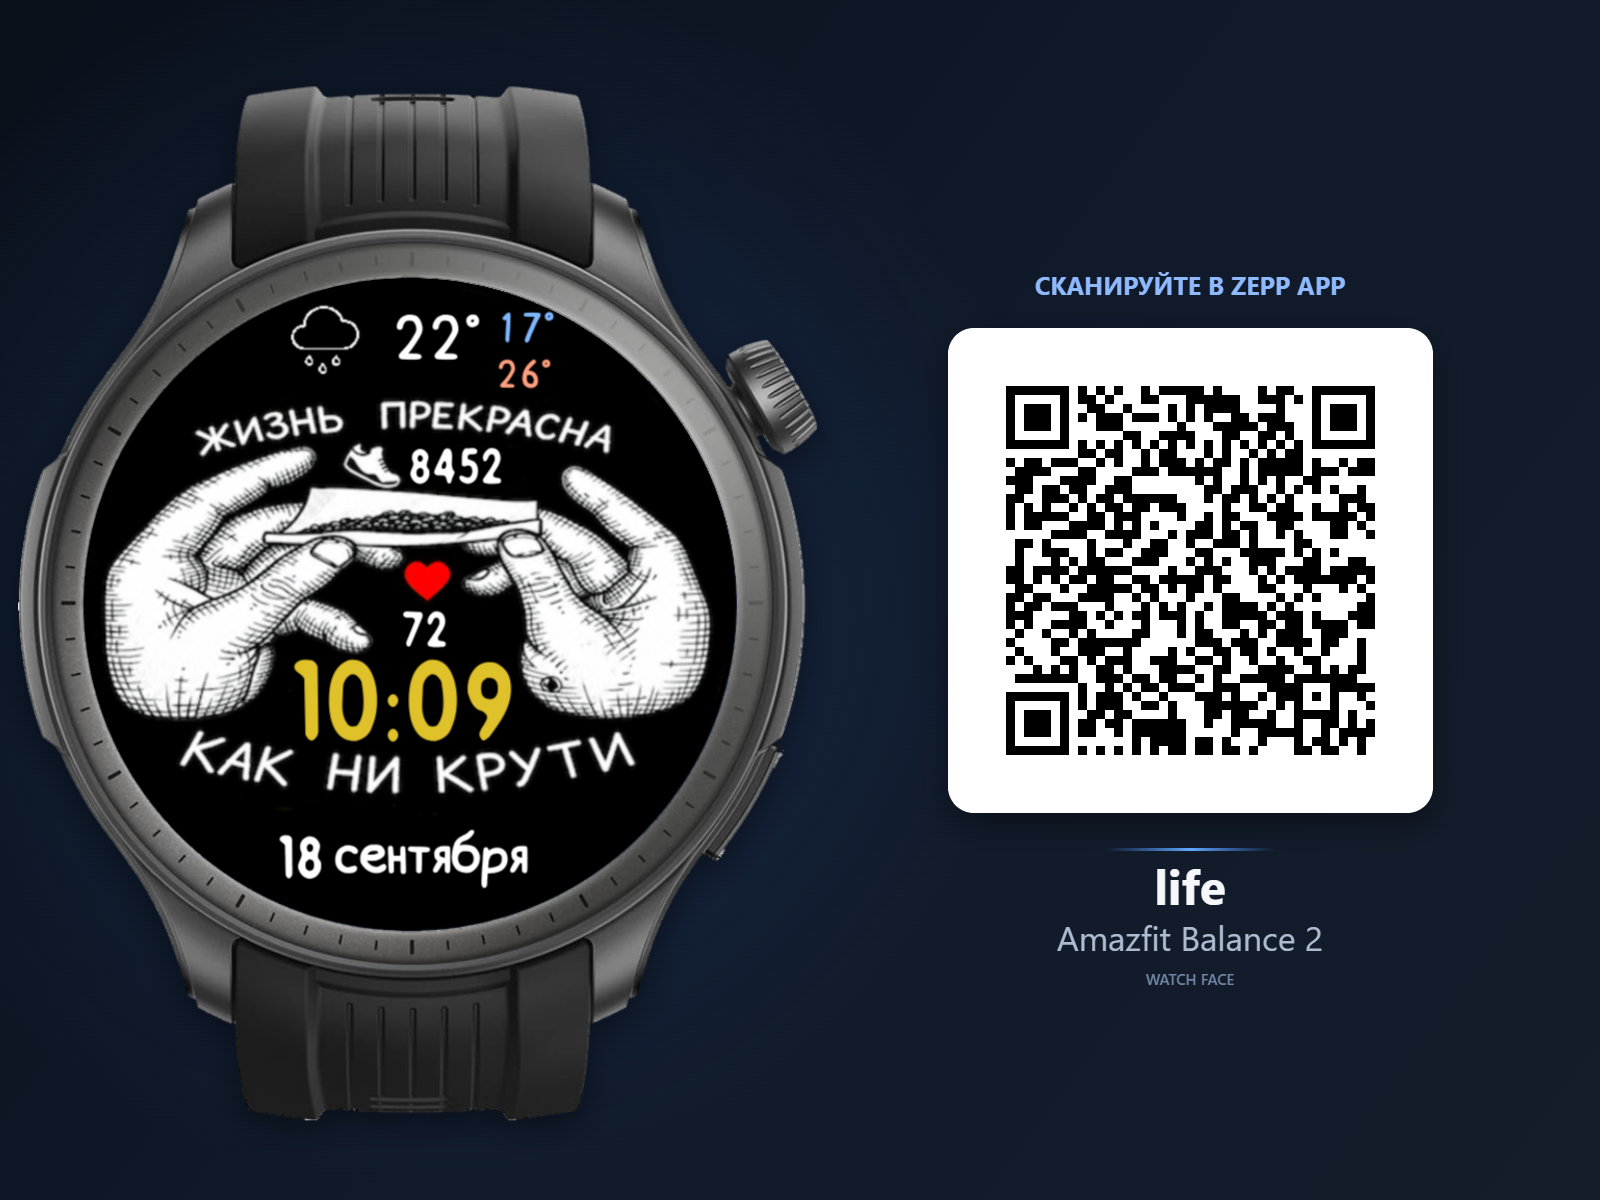 22° 17°
26°
ЖИЗНЬ ПРЕКРАСНА
8452
72
10:09
КАК НИ КРУТИ
18 сентября
СКАНИРУЙТЕ В ZEPP APP
life
Amazfit Balance 2
WATCH FACE